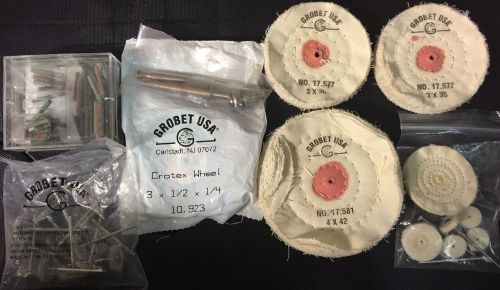 GROBET USA®
G
Carlstadt, NJ 07072
Cratex Wheel
3 x 1/2 x 1/4
10.923
GROBET USA®
G
NO. 17.577
3 X 36
GROBET USA®
G
NO. 17.577
3 X 36
GROBET USA®
G
NO. 17.581
4 X 42
GROBET USA
G